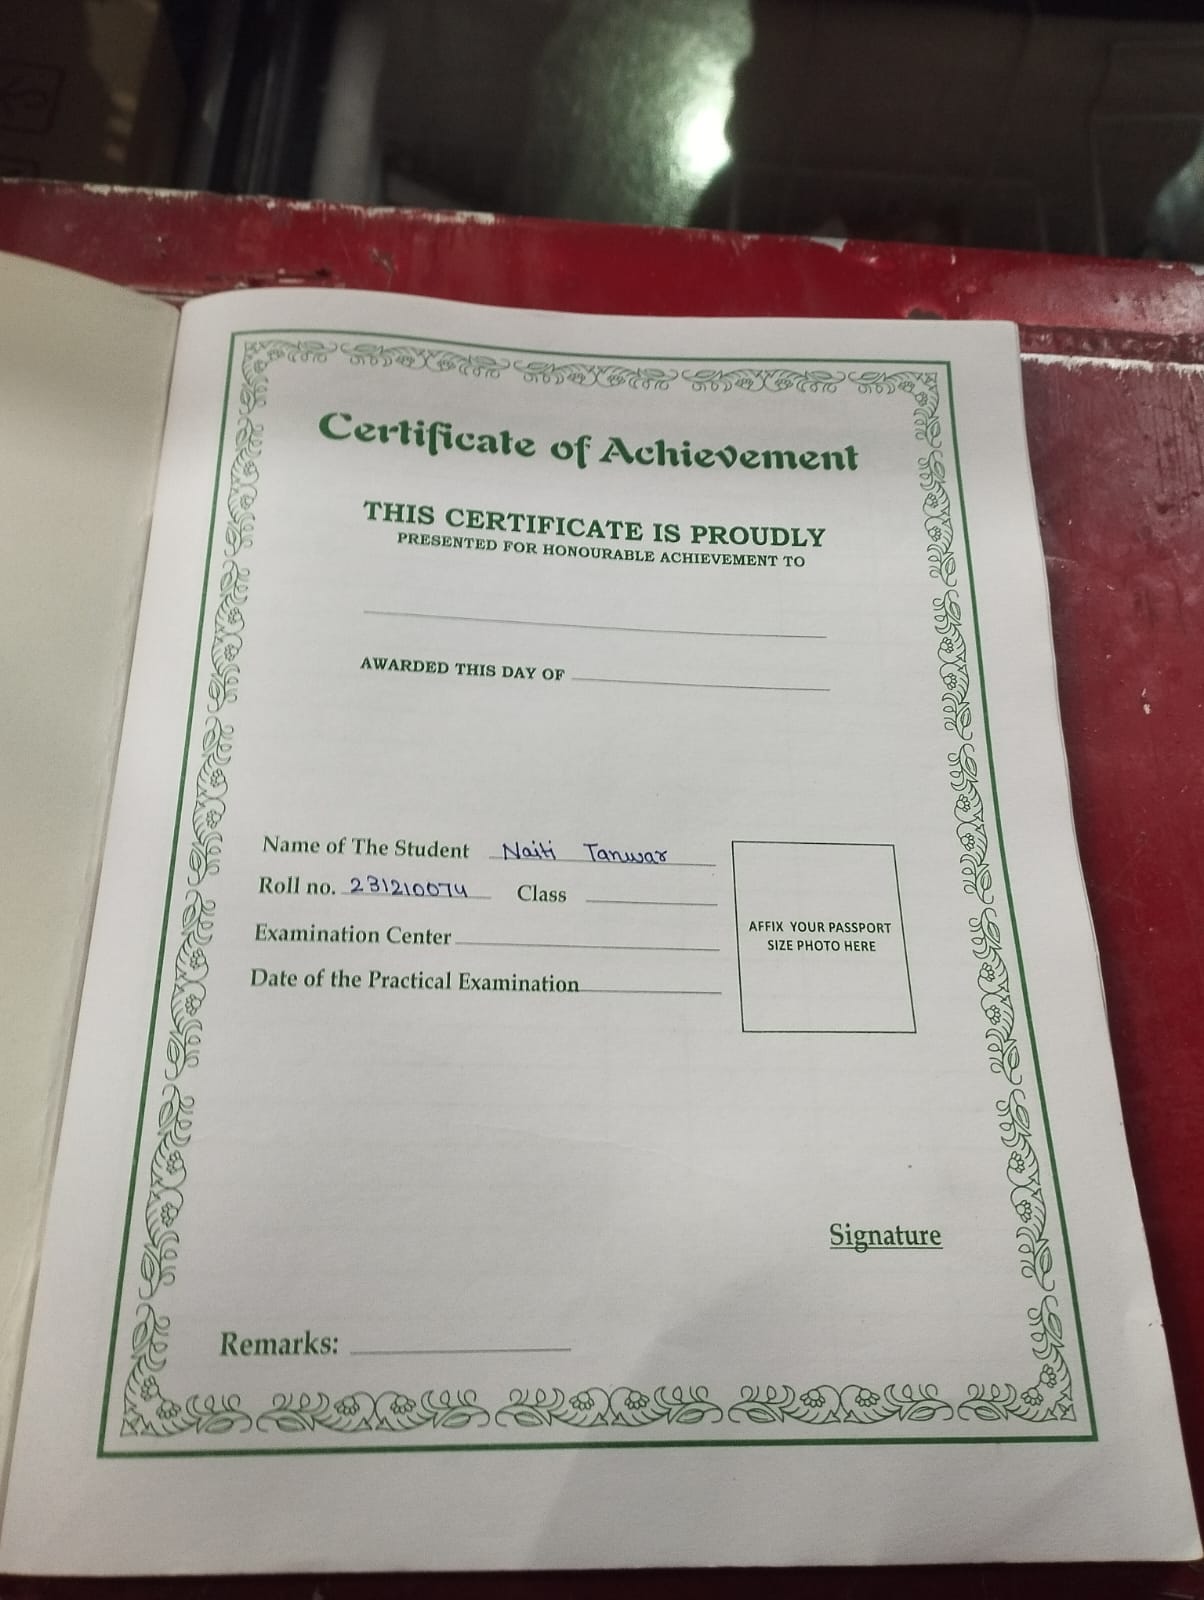 Certificate of Achievement
THIS CERTIFICATE IS PROUDLY
PRESENTED FOR HONOURABLE ACHIEVEMENT TO
AWARDED THIS DAY OF
Name of The Student Naiti Tanwar
Roll no. 231210074 Class
Examination Center
Date of the Practical Examination
AFFIX YOUR PASSPORT
SIZE PHOTO HERE
Signature
Remarks: